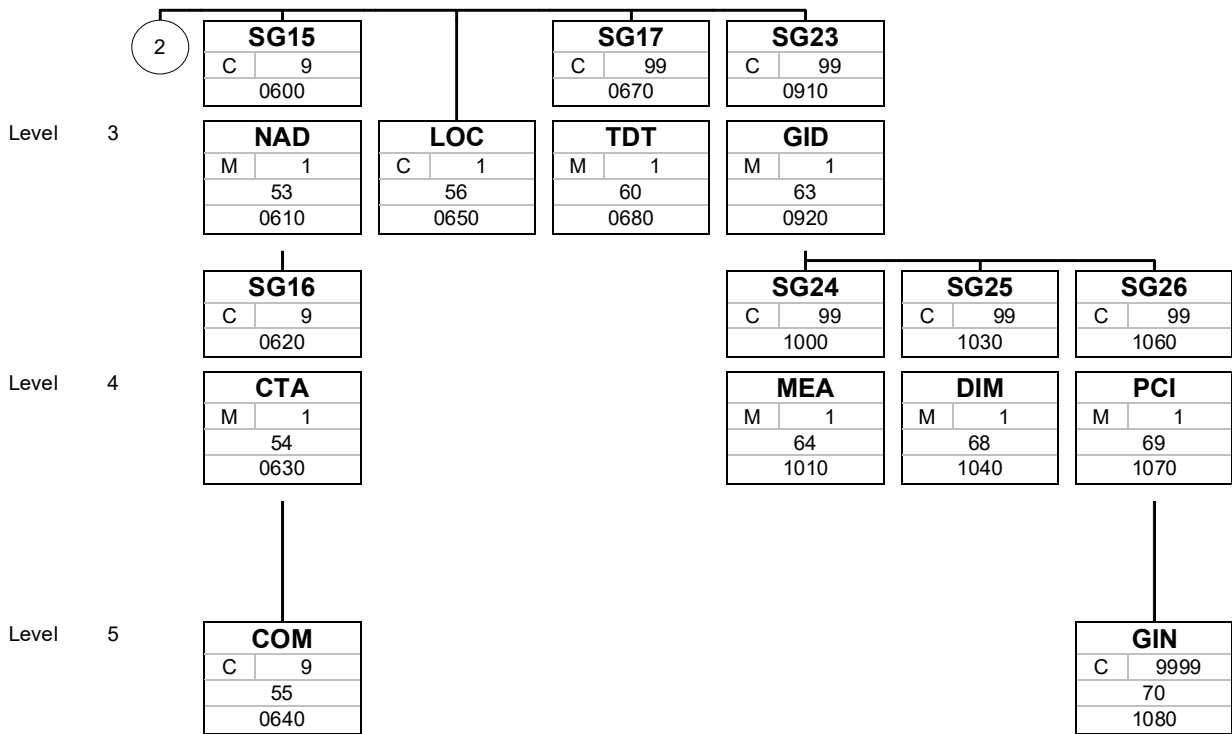 2
SG15
C 9
0600
SG17
C 99
0670
SG23
C 99
0910
Level 3
NAD
M 1
53
0610
LOC
C 1
56
0650
TDT
M 1
60
0680
GID
M 1
63
0920
SG16
C 9
0620
SG24
C 99
1000
SG25
C 99
1030
SG26
C 99
1060
Level 4
CTA
M 1
54
0630
MEA
M 1
64
1010
DIM
M 1
68
1040
PCI
M 1
69
1070
Level 5
COM
C 9
55
0640
GIN
C 9999
70
1080